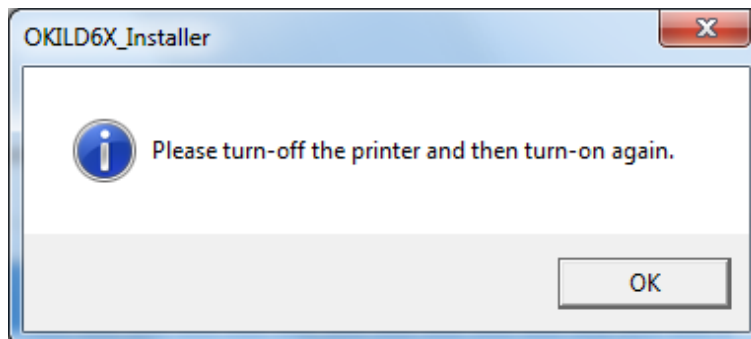 OKILD6X_Installer
Please turn-off the printer and then turn-on again.
OK